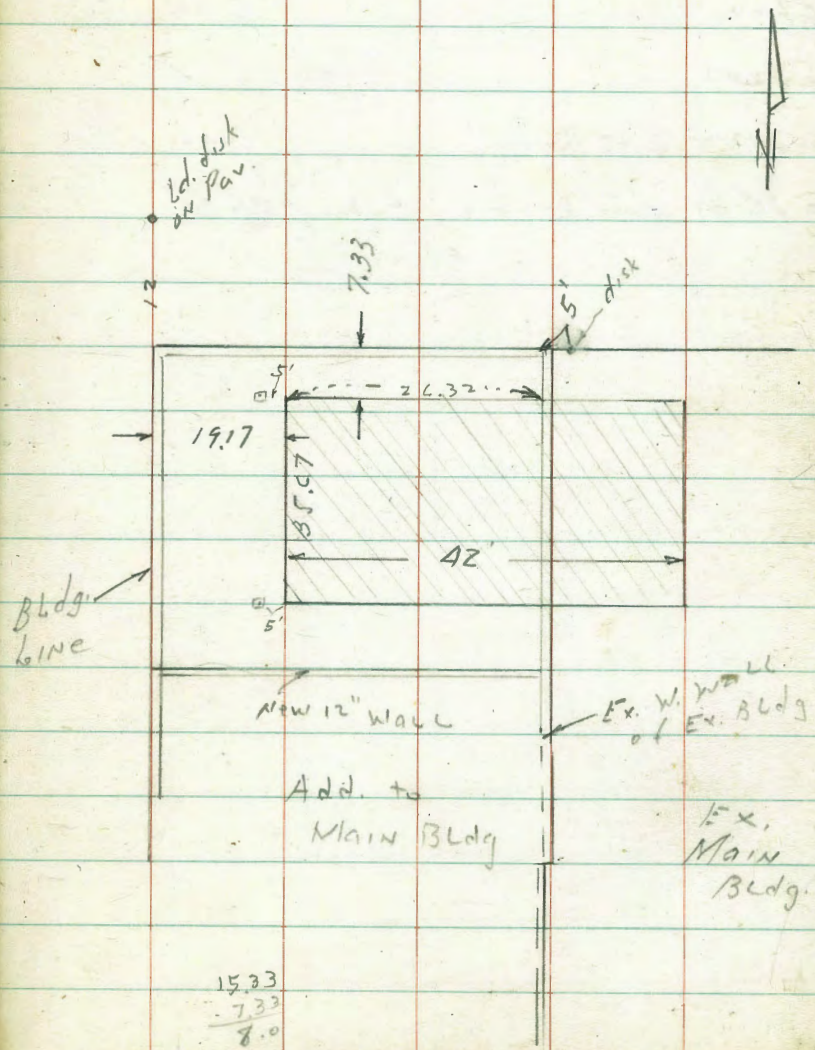 Ld. disk
on Pav.
N
12
7.33
5'
disk
5'
26.32
19.17
35.67
42'
Bldg.
Line
5'
New 12" Wall
Ex. W. Wall
of Ex. Bldg
Add. to
Main Bldg
Ex.
Main
Bldg.
15.33
7.33
8.0